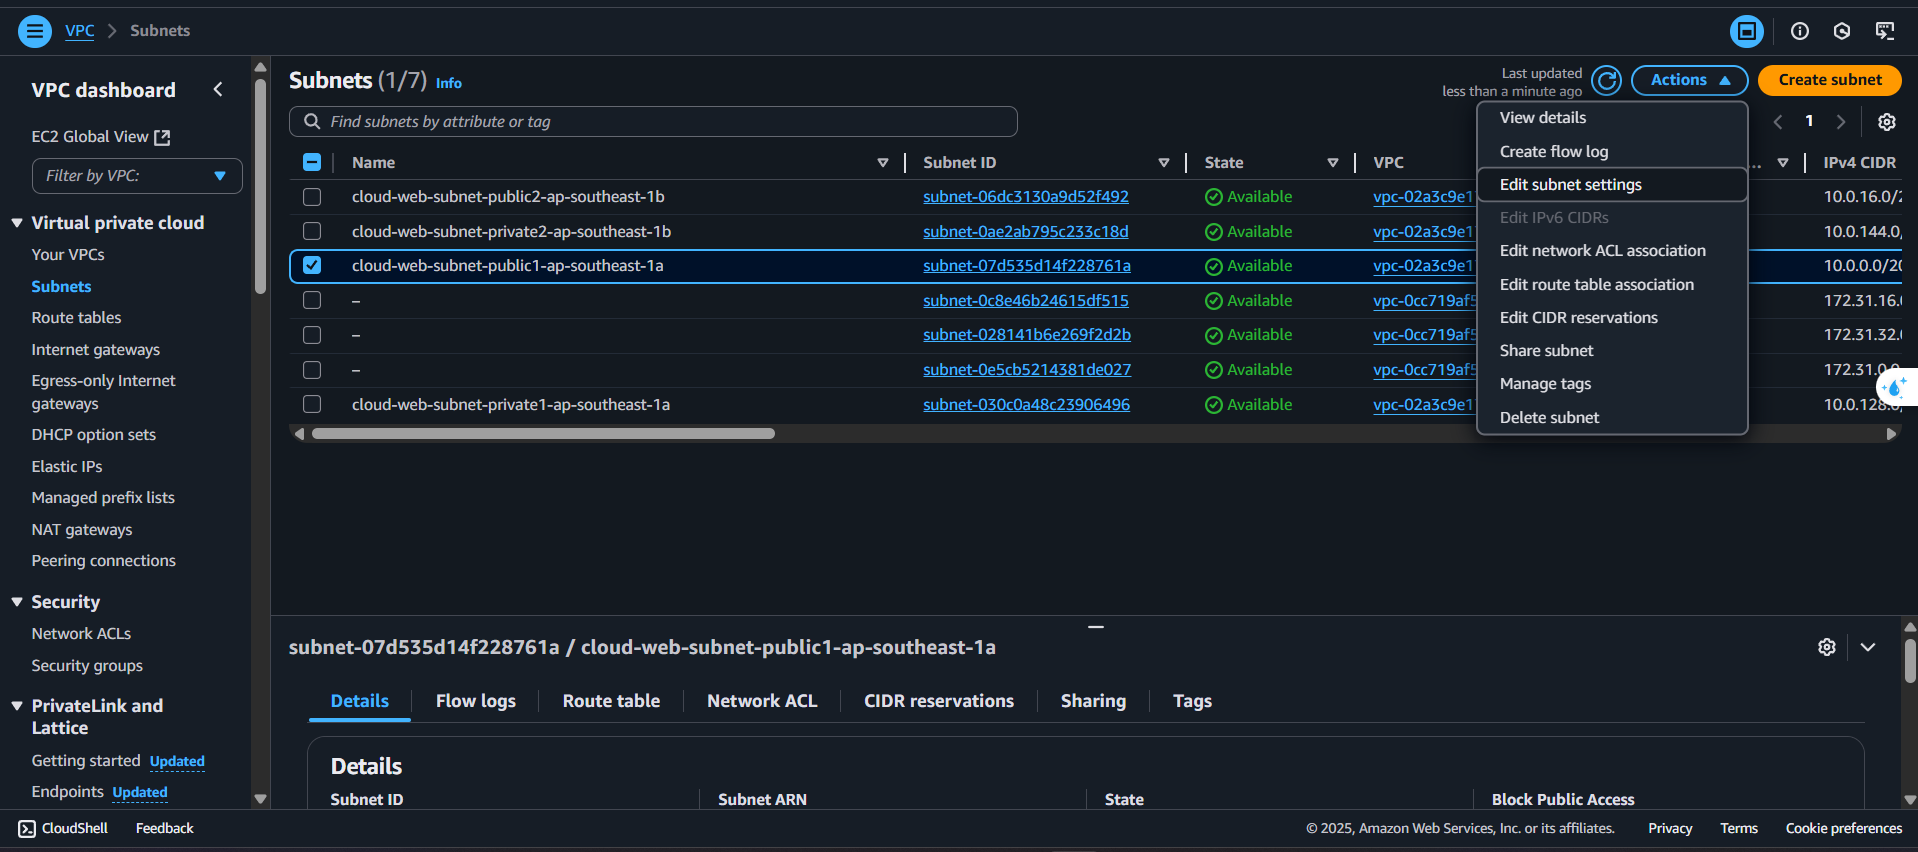 VPC > Subnets
VPC dashboard
EC2 Global View
Filter by VPC:
Virtual private cloud
Your VPCs
Subnets
Route tables
Internet gateways
Egress-only Internet
gateways
DHCP option sets
Elastic IPs
Managed prefix lists
NAT gateways
Peering connections
Security
Network ACLs
Security groups
PrivateLink and
Lattice
Getting started Updated
Endpoints Updated
Subnets (1/7) Info
Last updated
less than a minute ago
Actions
Create subnet
Find subnets by attribute or tag
1
Name Subnet ID State VPC ... IPv4 CIDR
cloud-web-subnet-public2-ap-southeast-1b subnet-06dc3130a9d52f492 Available vpc-02a3c9e1 10.0.16.0/2
cloud-web-subnet-private2-ap-southeast-1b subnet-0ae2ab795c233c18d Available vpc-02a3c9e1 10.0.144.0
cloud-web-subnet-public1-ap-southeast-1a subnet-07d535d14f228761a Available vpc-02a3c9e1 10.0.0.0/20
– subnet-0c8e46b24615df515 Available vpc-0cc719af5 172.31.16.
– subnet-028141b6e269f2d2b Available vpc-0cc719af5 172.31.32.
– subnet-0e5cb5214381de027 Available vpc-0cc719af5 172.31.0.0
cloud-web-subnet-private1-ap-southeast-1a subnet-030c0a48c23906496 Available vpc-02a3c9e1 10.0.128.0
View details
Create flow log
Edit subnet settings
Edit IPv6 CIDRs
Edit network ACL association
Edit route table association
Edit CIDR reservations
Share subnet
Manage tags
Delete subnet
subnet-07d535d14f228761a / cloud-web-subnet-public1-ap-southeast-1a
Details Flow logs Route table Network ACL CIDR reservations Sharing Tags
Details
Subnet ID Subnet ARN State Block Public Access
CloudShell Feedback © 2025, Amazon Web Services, Inc. or its affiliates. Privacy Terms Cookie preferences